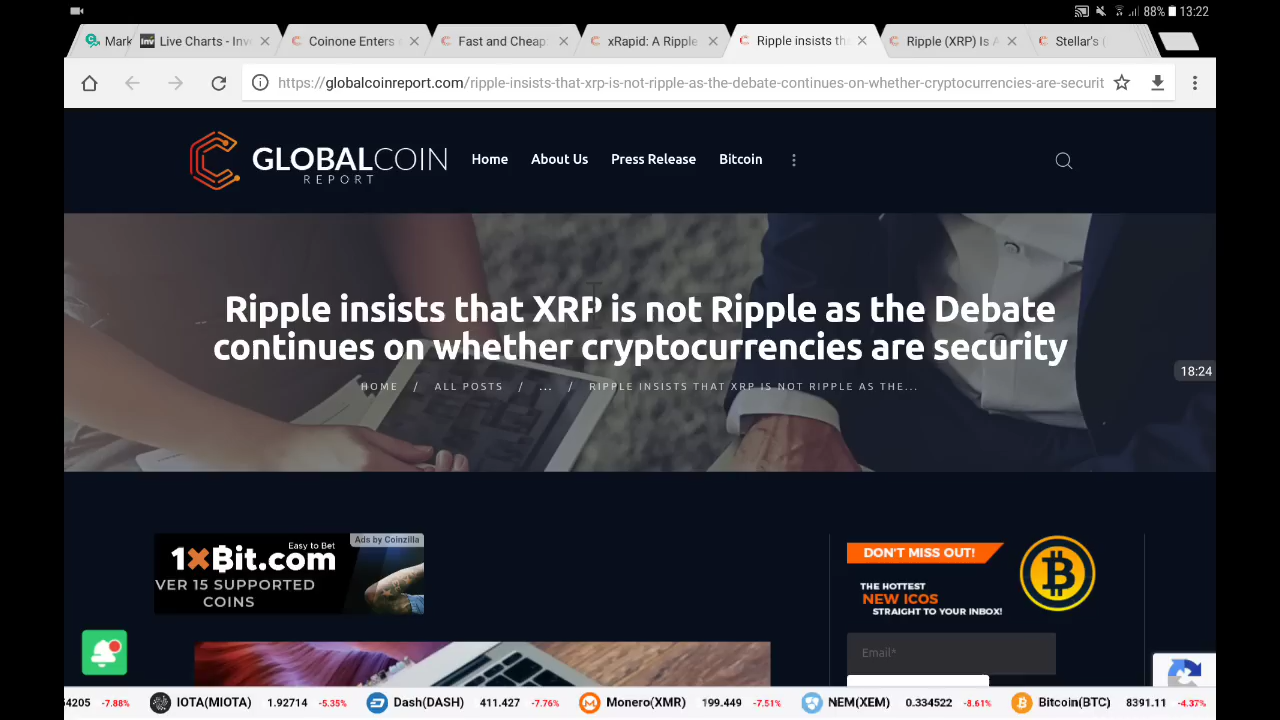 88% 13:22
Mark
Live Charts - Inv
Coinone Enters
Fast and Cheap
xRapid: A Ripple
Ripple insists the
Ripple (XRP) Is A
Stellar's (
https://globalcoinreport.com/ripple-insists-that-xrp-is-not-ripple-as-the-debate-continues-on-whether-cryptocurrencies-are-securit
GLOBALCOIN
REPORT
Home About Us Press Release Bitcoin
Ripple insists that XRP is not Ripple as the Debate
continues on whether cryptocurrencies are security
HOME / ALL POSTS / ... / RIPPLE INSISTS THAT XRP IS NOT RIPPLE AS THE...
18:24
Ads by Coinzilla
Easy to Bet
1xBit.com
VER 15 SUPPORTED
COINS
DON'T MISS OUT!
THE HOTTEST
NEW ICOS
STRAIGHT TO YOUR INBOX!
Email*
54205 -7.88% IOTA(MIOTA) 1.92714 -5.35% Dash(DASH) 411.427 -7.76% Monero(XMR) 199.449 -7.51% NEM(XEM) 0.334522 -8.61% Bitcoin(BTC) 8391.11 -4.37%